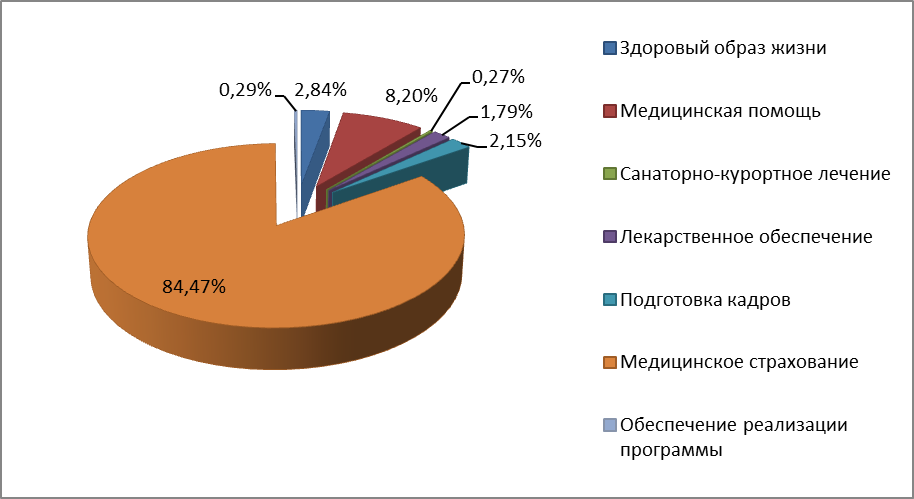 0,29%
2,84%
8,20%
0,27%
1,79%
2,15%
84,47%
Здоровый образ жизни
Медицинская помощь
Санаторно-курортное лечение
Лекарственное обеспечение
Подготовка кадров
Медицинское страхование
Обеспечение реализации
программы